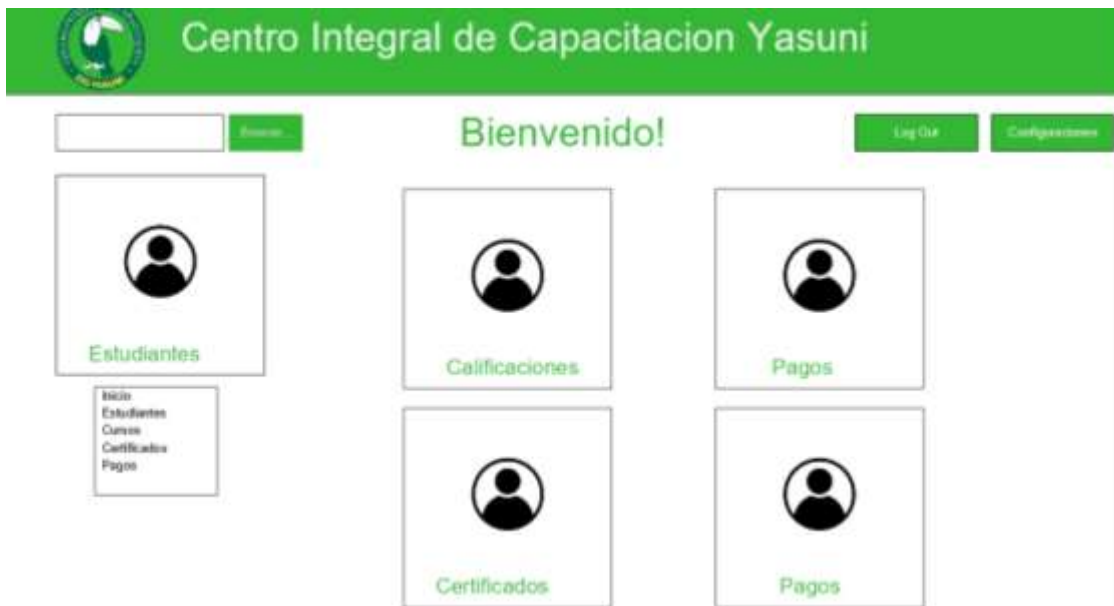 Centro Integral de Capacitacion Yasuni
Bienvenido!
Log Out
Configuraciones
Estudiantes
Calificaciones
Pagos
Inicio
Estudiantes
Cursos
Certificados
Pagos
Certificados
Pagos